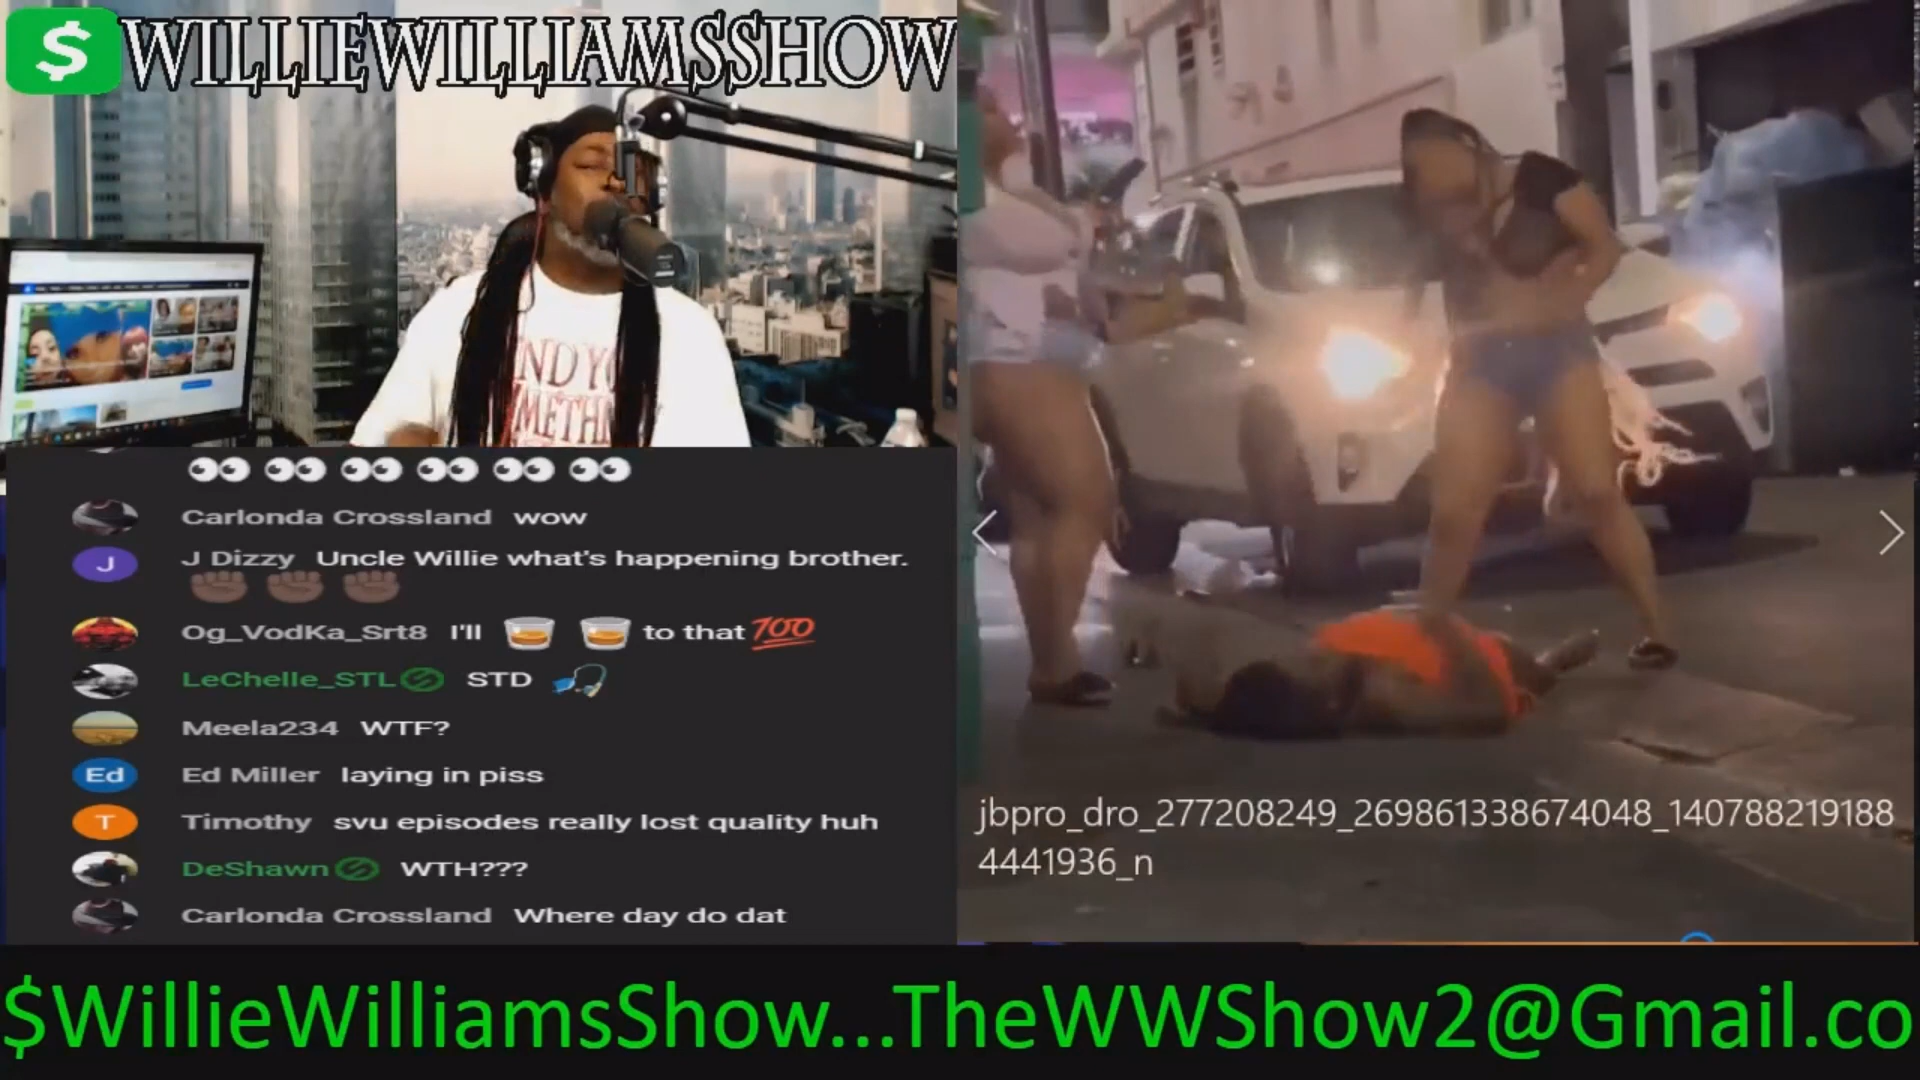 $ WILLIEWILLIAMSSHOW
Carlonda Crossland wow
J J Dizzy Uncle Willie what's happening brother.
Og_VodKa_Srt8 I'll to that 100
LeChelle_STL STD
Meela234 WTF?
Ed Ed Miller laying in piss
T Timothy svu episodes really lost quality huh
DeShawn WTH???
Carlonda Crossland Where day do dat
jbpro_dro_277208249_269861338674048_140788219188
4441936_n
$WillieWilliamsShow...TheWWShow2@Gmail.co